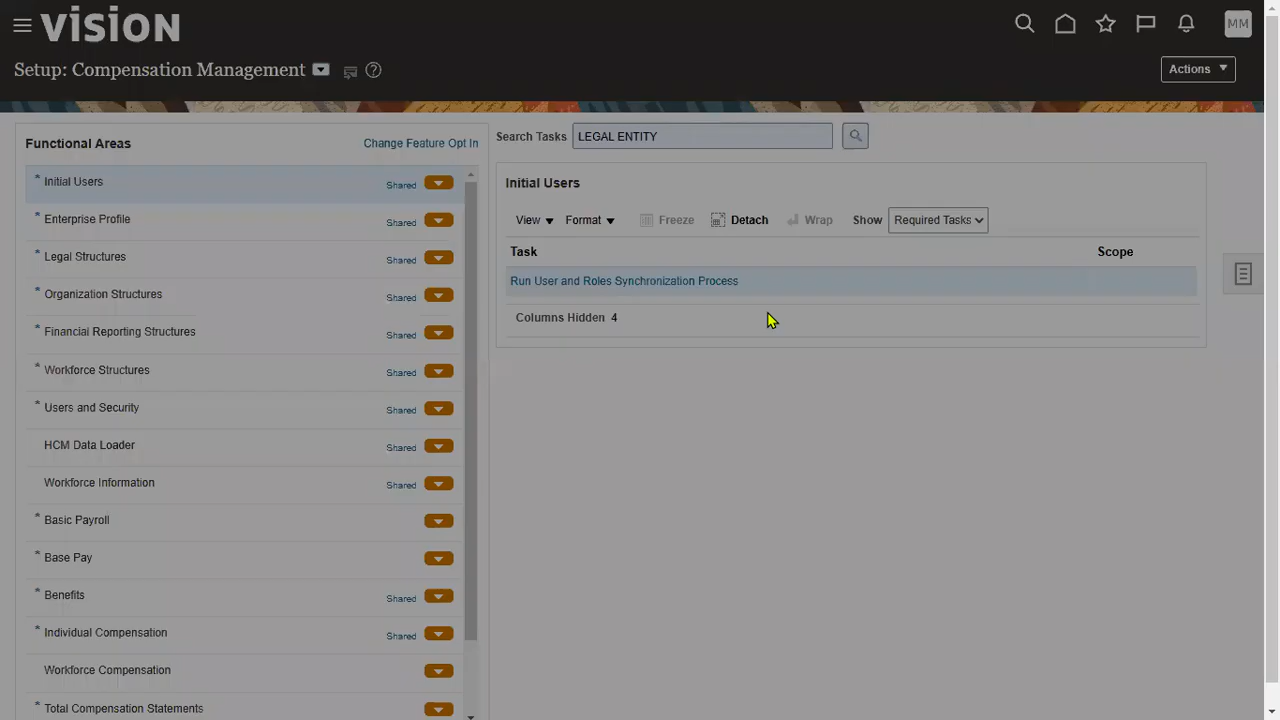 vision
MM
Setup: Compensation Management
Actions
Functional Areas
Change Feature Opt In
* Initial Users Shared
* Enterprise Profile Shared
* Legal Structures Shared
* Organization Structures Shared
* Financial Reporting Structures Shared
* Workforce Structures Shared
* Users and Security Shared
HCM Data Loader Shared
Workforce Information Shared
* Basic Payroll
* Base Pay
* Benefits Shared
* Individual Compensation Shared
Workforce Compensation
* Total Compensation Statements
Search Tasks LEGAL ENTITY
Initial Users
View Format Freeze Detach Wrap Show Required Tasks
Task Scope
Run User and Roles Synchronization Process
Columns Hidden 4